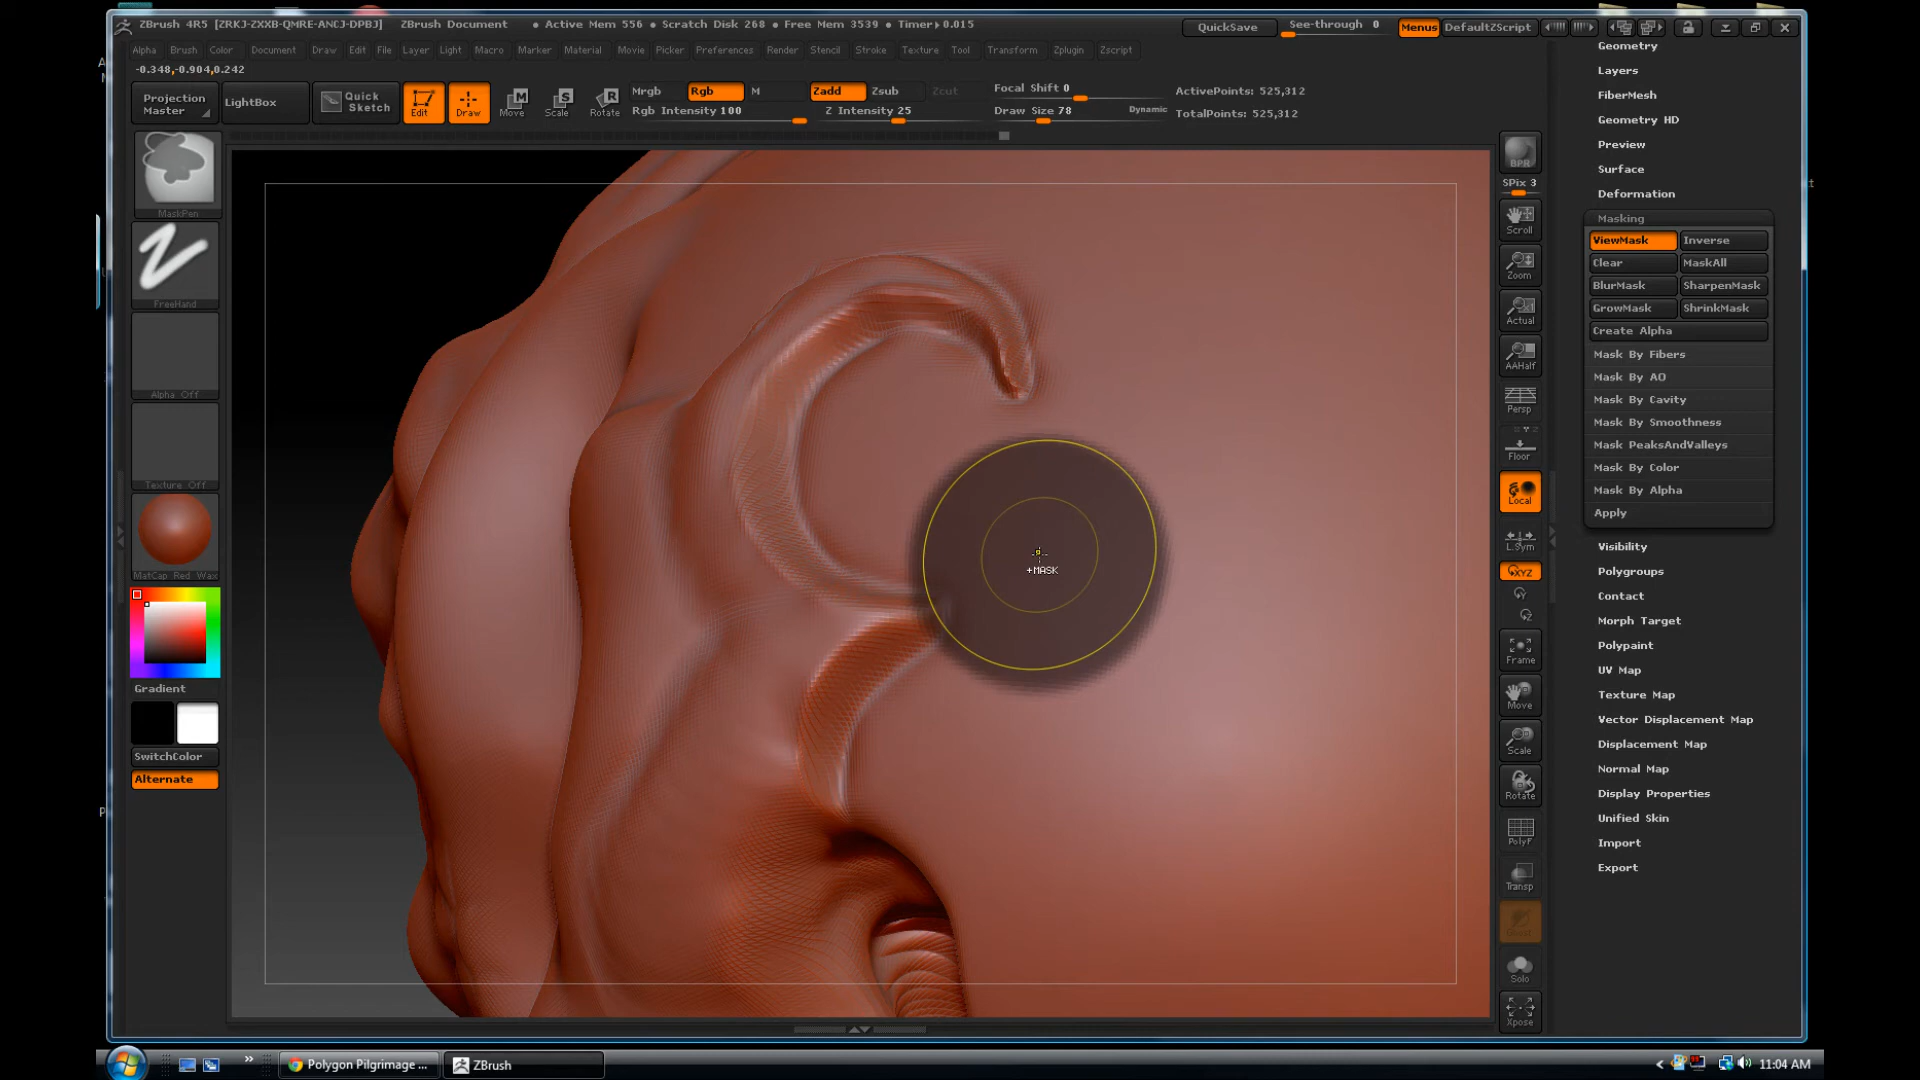 ZBrush 4R5 [ZRKJ-ZXXB-QMRE-ANCJ-DPBJ] ZBrush Document • Active Mem 556 • Scratch Disk 268 • Free Mem 3539 • Timer▸0.015 QuickSave See-through 0 Menus DefaultZScript
Alpha Brush Color Document Draw Edit File Layer Light Macro Marker Material Movie Picker Preferences Render Stencil Stroke Texture Tool Transform Zplugin Zscript
-0.348,-0.904,0.242
Projection Master
LightBox
Quick Sketch
Edit
Draw
Move
Scale
Rotate
Mrgb Rgb M
Rgb Intensity 100
Zadd Zsub Zcut
Z Intensity 25
Focal Shift 0
Draw Size 78
Dynamic
ActivePoints: 525,312
TotalPoints: 525,312
MaskPen
FreeHand
Alpha Off
Texture Off
MatCap Red Wax
Gradient
SwitchColor
Alternate
+MASK
BPR
SPix 3
Scroll
Zoom
Actual
AAHalf
Persp
Floor
Local
L.Sym
XYZ
Y
Z
Frame
Move
Scale
Rotate
PolyF
Transp
Ghost
Solo
Xpose
Geometry
Layers
FiberMesh
Geometry HD
Preview
Surface
Deformation
Masking
ViewMask Inverse
Clear MaskAll
BlurMask SharpenMask
GrowMask ShrinkMask
Create Alpha
Mask By Fibers
Mask By AO
Mask By Cavity
Mask By Smoothness
Mask PeaksAndValleys
Mask By Color
Mask By Alpha
Apply
Visibility
Polygroups
Contact
Morph Target
Polypaint
UV Map
Texture Map
Vector Displacement Map
Displacement Map
Normal Map
Display Properties
Unified Skin
Import
Export
Polygon Pilgrimage ...
ZBrush
11:04 AM